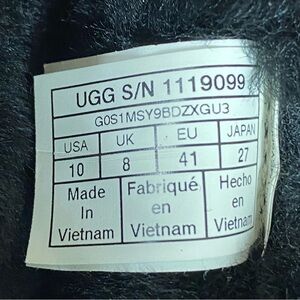 UGG S/N 1119099
G0S1MSY9BDZXGU3
USA UK EU JAPAN
10 8 41 27
Made Fabriqué Hecho
In en en
Vietnam Vietnam Vietnam